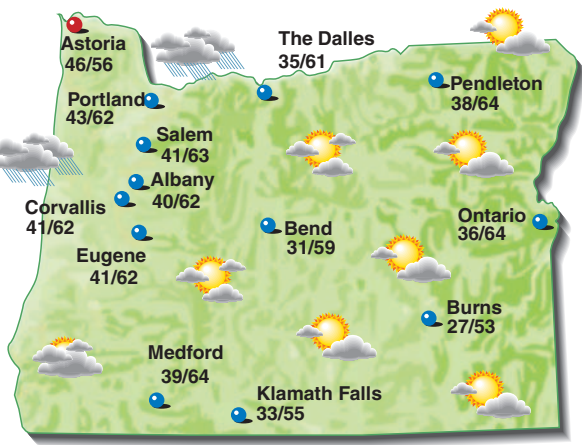 Astoria
46/56
The Dalles
35/61
Pendleton
38/64
Portland
43/62
Salem
41/63
Albany
40/62
Corvallis
41/62
Ontario
36/64
Bend
31/59
Eugene
41/62
Burns
27/53
Medford
39/64
Klamath Falls
33/55